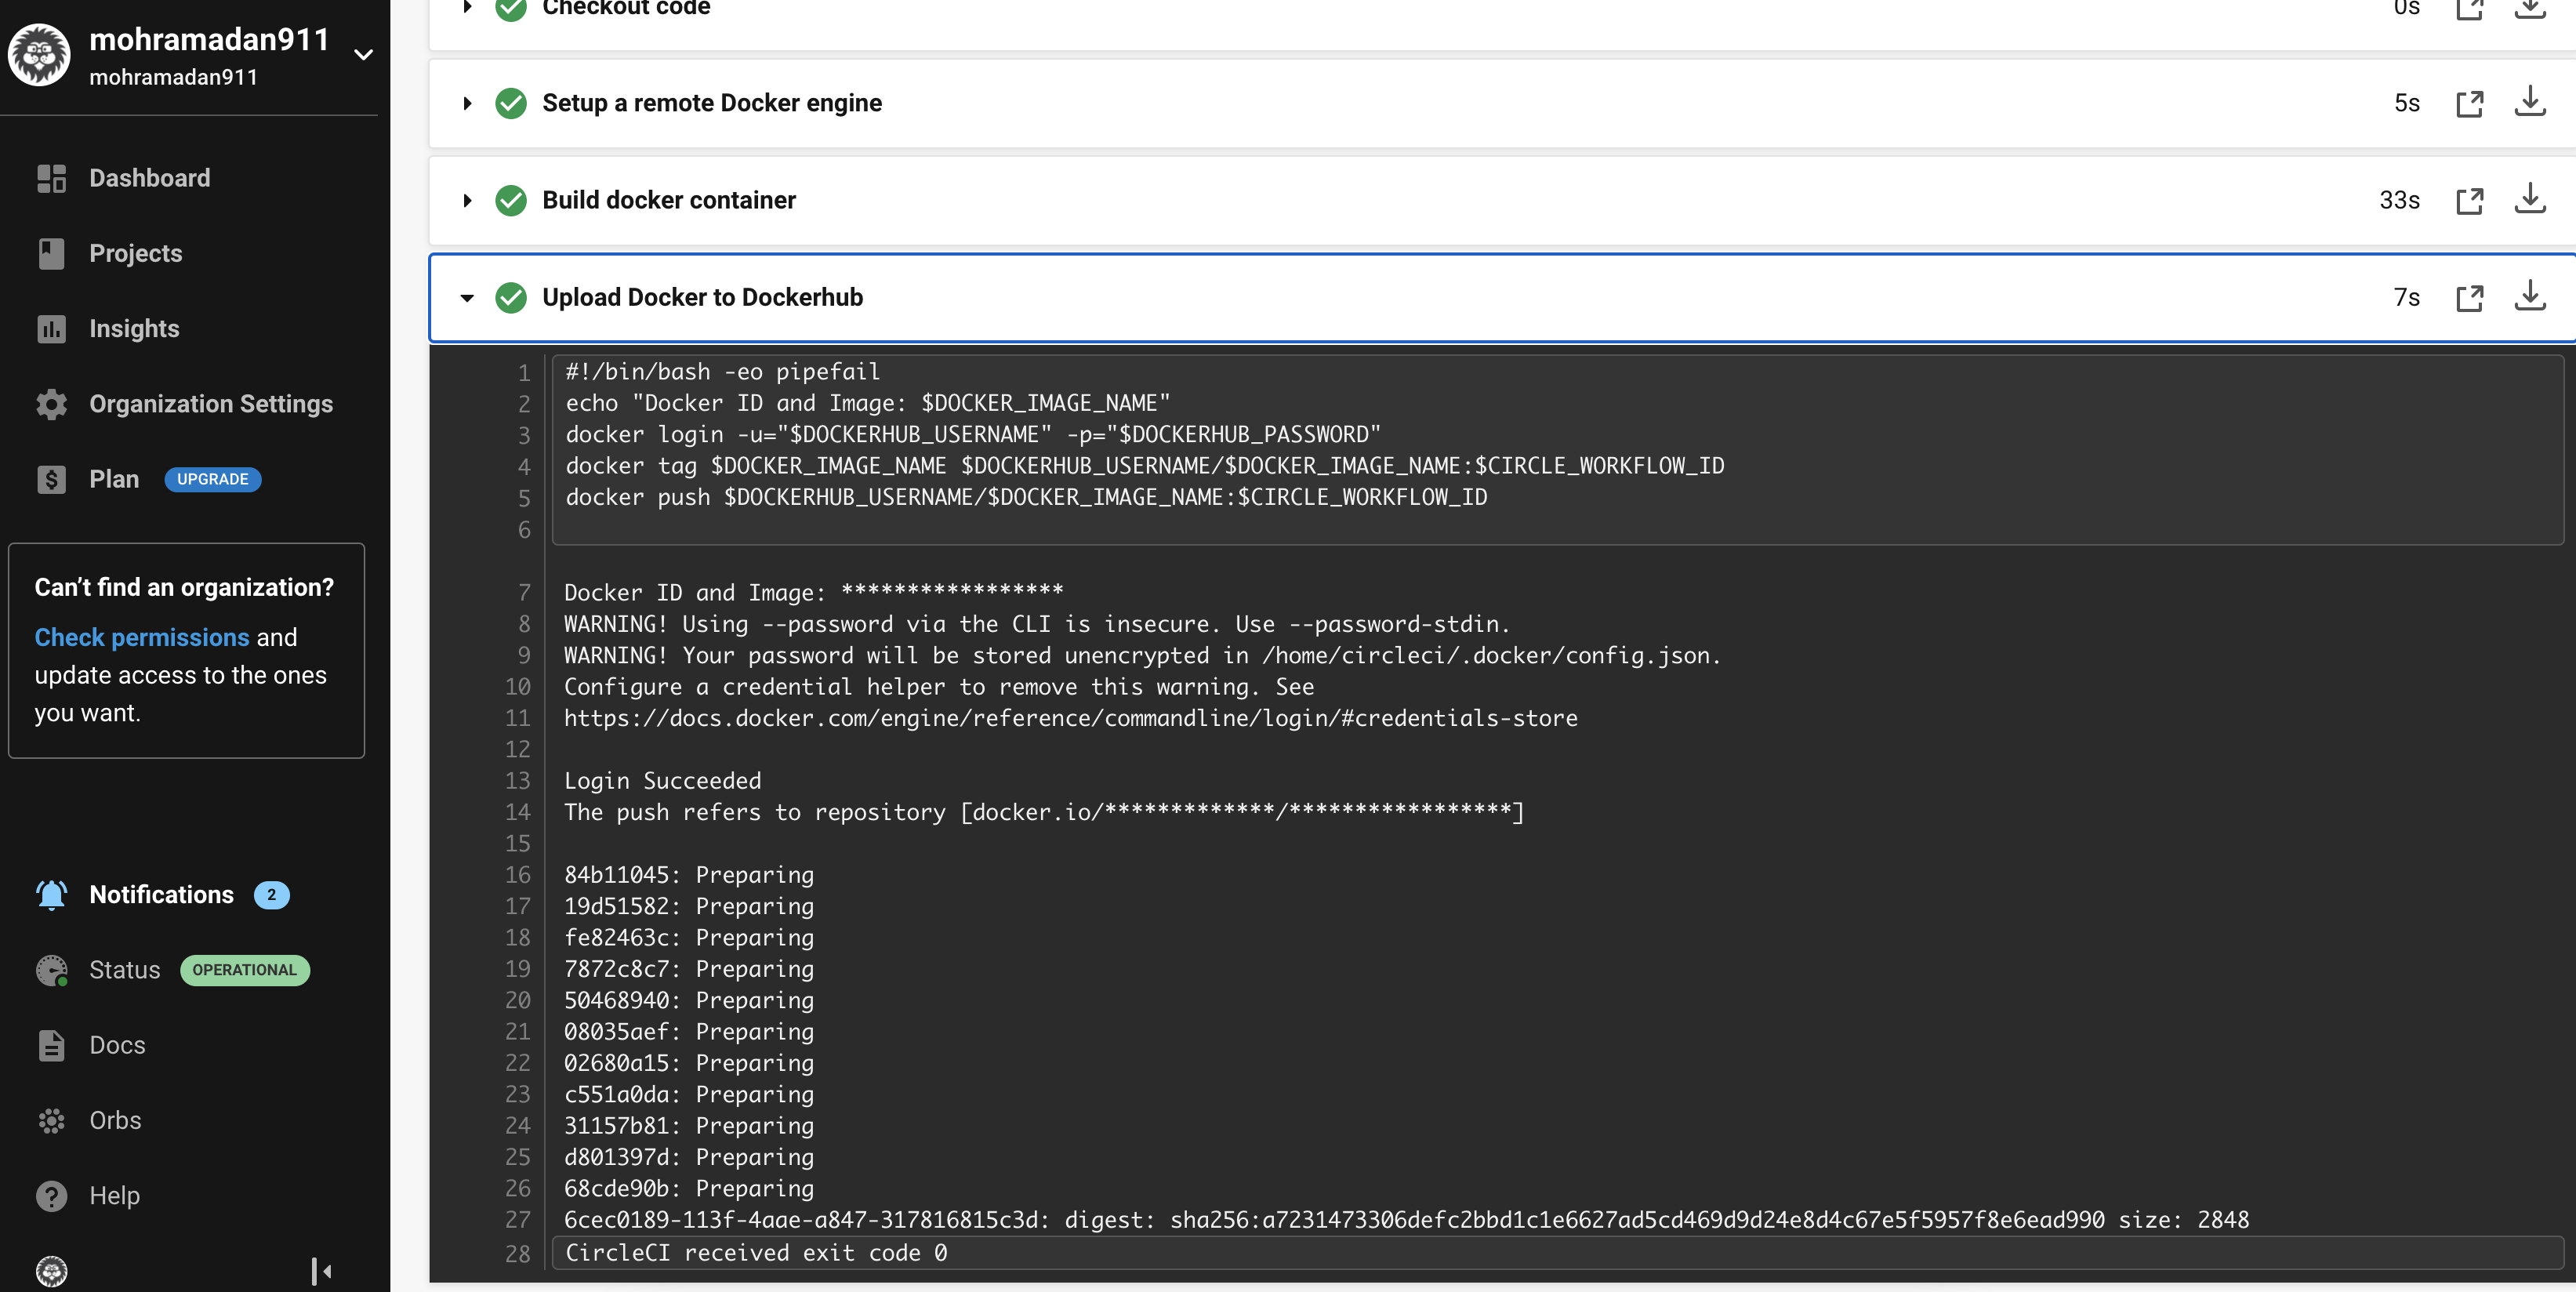 mohramadan911
mohramadan911
Dashboard
Projects
Insights
Organization Settings
Plan UPGRADE
Can’t find an organization?
Check permissions and
update access to the ones
you want.
Notifications 2
Status OPERATIONAL
Docs
Orbs
Help
Checkout code 0s
Setup a remote Docker engine 5s
Build docker container 33s
Upload Docker to Dockerhub 7s
1 #!/bin/bash -eo pipefail
2 echo "Docker ID and Image: $DOCKER_IMAGE_NAME"
3 docker login -u="$DOCKERHUB_USERNAME" -p="$DOCKERHUB_PASSWORD"
4 docker tag $DOCKER_IMAGE_NAME $DOCKERHUB_USERNAME/$DOCKER_IMAGE_NAME:$CIRCLE_WORKFLOW_ID
5 docker push $DOCKERHUB_USERNAME/$DOCKER_IMAGE_NAME:$CIRCLE_WORKFLOW_ID
6
7 Docker ID and Image: *****************
8 WARNING! Using --password via the CLI is insecure. Use --password-stdin.
9 WARNING! Your password will be stored unencrypted in /home/circleci/.docker/config.json.
10 Configure a credential helper to remove this warning. See
11 https://docs.docker.com/engine/reference/commandline/login/#credentials-store
12
13 Login Succeeded
14 The push refers to repository [docker.io/*************/*****************]
15
16 84b11045: Preparing
17 19d51582: Preparing
18 fe82463c: Preparing
19 7872c8c7: Preparing
20 50468940: Preparing
21 08035aef: Preparing
22 02680a15: Preparing
23 c551a0da: Preparing
24 31157b81: Preparing
25 d801397d: Preparing
26 68cde90b: Preparing
27 6cec0189-113f-4aae-a847-317816815c3d: digest: sha256:a7231473306defc2bbd1c1e6627ad5cd469d9d24e8d4c67e5f5957f8e6ead990 size: 2848
28 CircleCI received exit code 0